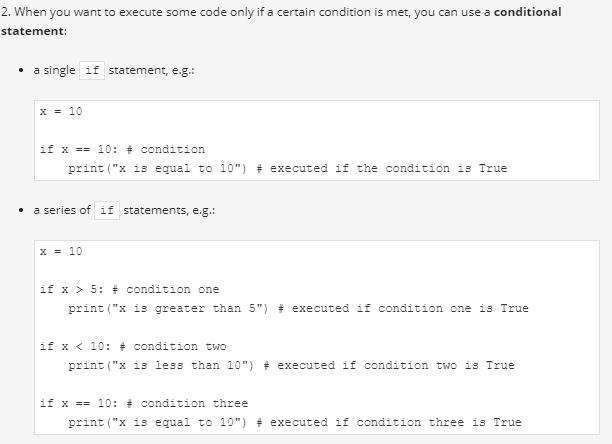 2. When you want to execute some code only if a certain condition is met, you can use a conditional
statement:
• a single if statement, e.g.:
x = 10
if x == 10: # condition
    print("x is equal to 10") # executed if the condition is True
• a series of if statements, e.g.:
x = 10
if x > 5: # condition one
    print("x is greater than 5") # executed if condition one is True
if x < 10: # condition two
    print("x is less than 10") # executed if condition two is True
if x == 10: # condition three
    print("x is equal to 10") # executed if condition three is True